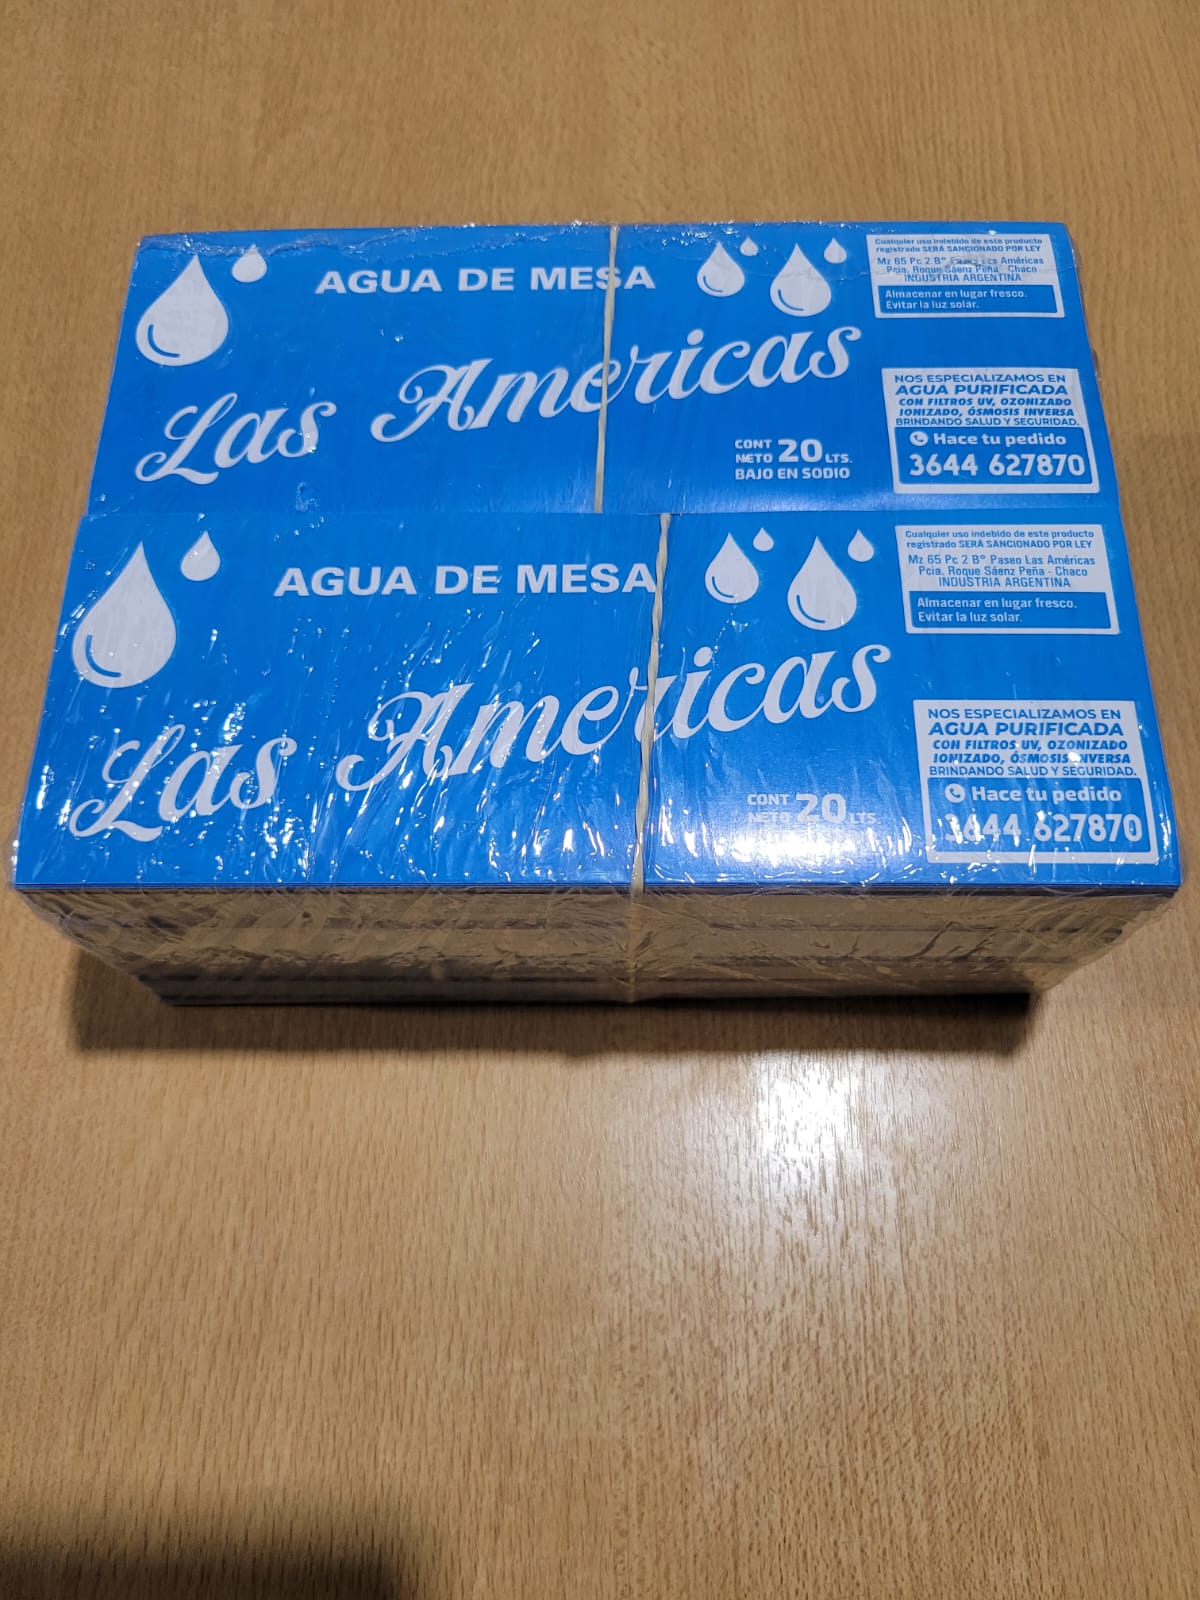 AGUA DE MESA
Las Americas
CONT
NETO 20 LTS.
BAJO EN SODIO
Cualquier uso indebido de este producto
registrado SERÁ SANCIONADO POR LEY
Mz 65 Pc 2 B° Paseo Las Américas
Pcia. Roque Sáenz Peña - Chaco
INDUSTRIA ARGENTINA
Almacenar en lugar fresco.
Evitar la luz solar.
NOS ESPECIALIZAMOS EN
AGUA PURIFICADA
CON FILTROS UV, OZONIZADO
IONIZADO, ÓSMOSIS INVERSA
BRINDANDO SALUD Y SEGURIDAD.
Hace tu pedido
3644 627870
AGUA DE MESA
Las Americas
CONT
NETO 20 LTS
Cualquier uso indebido de este producto
registrado SERÁ SANCIONADO POR LEY
Mz 65 Pc 2 B° Paseo Las Américas
Pcia. Roque Sáenz Peña - Chaco
INDUSTRIA ARGENTINA
Almacenar en lugar fresco.
Evitar la luz solar.
NOS ESPECIALIZAMOS EN
AGUA PURIFICADA
CON FILTROS UV, OZONIZADO
IONIZADO, ÓSMOSIS INVERSA
BRINDANDO SALUD Y SEGURIDAD.
Hace tu pedido
3644 627870